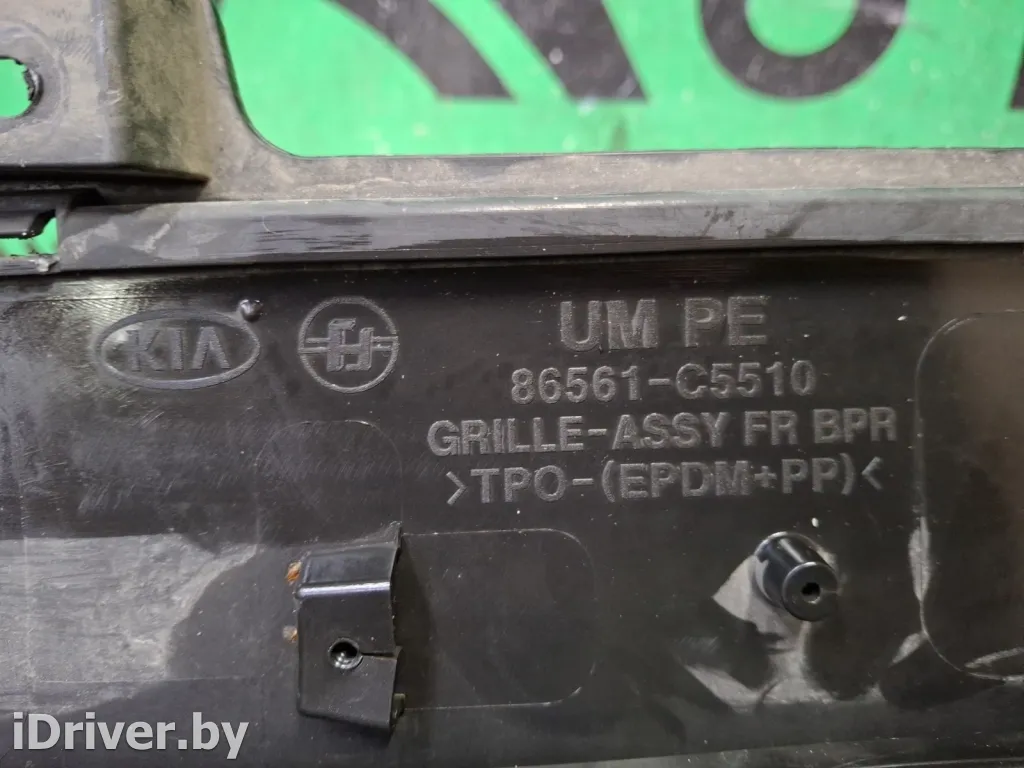 KIA
UM PE
86561-C5510
GRILLE-ASSY FR BPR
>TPO-(EPDM+PP)<
iDriver.by